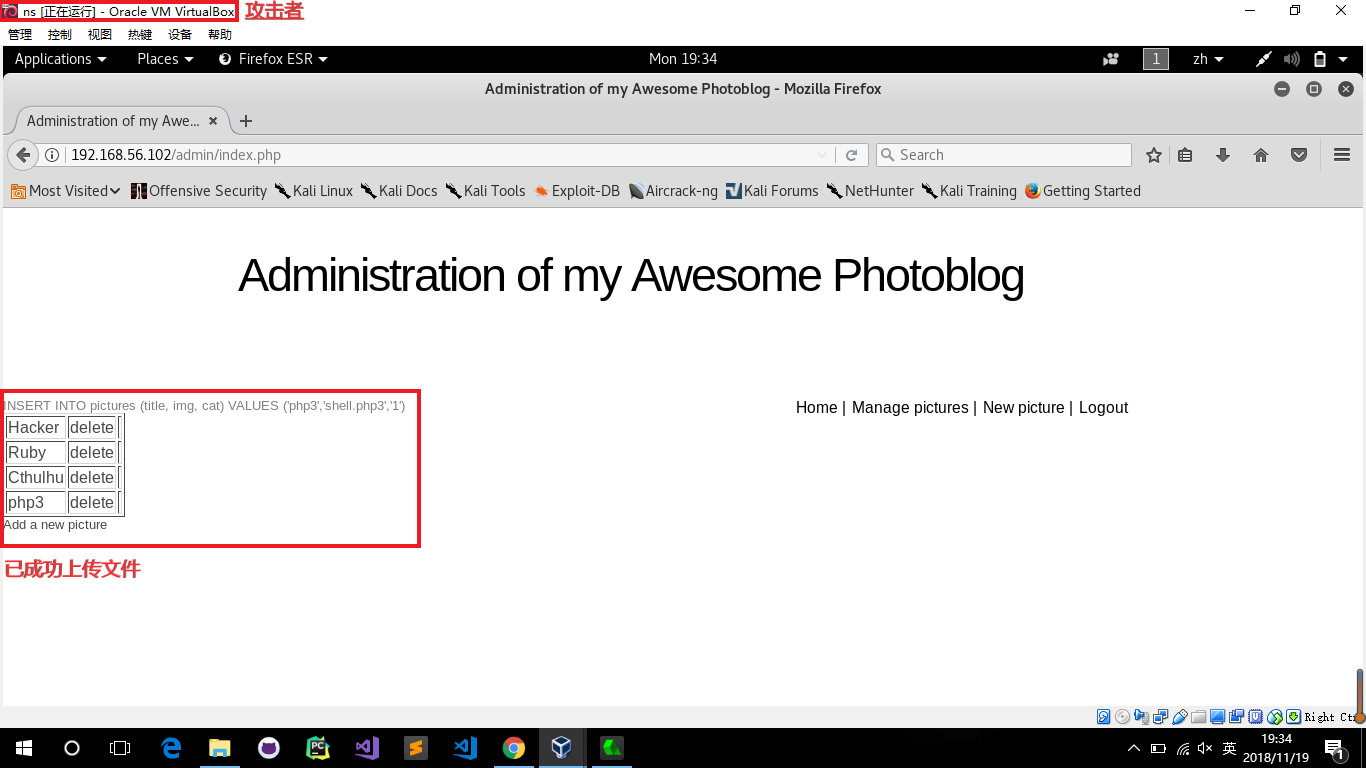 ns [正在运行] - Oracle VM VirtualBox 攻击者
管理 控制 视图 热键 设备 帮助
Applications Places Firefox ESR Mon 19:34 1 zh
Administration of my Awesome Photoblog - Mozilla Firefox
Administration of my Awe...
192.168.56.102/admin/index.php Search
Most Visited Offensive Security Kali Linux Kali Docs Kali Tools Exploit-DB Aircrack-ng Kali Forums NetHunter Kali Training Getting Started
Administration of my Awesome Photoblog
INSERT INTO pictures (title, img, cat) VALUES ('php3','shell.php3','1')
Home | Manage pictures | New picture | Logout
Hacker delete
Ruby delete
Cthulhu delete
php3 delete
Add a new picture
已成功上传文件
Right Ctr
英 19:34
2018/11/19 1